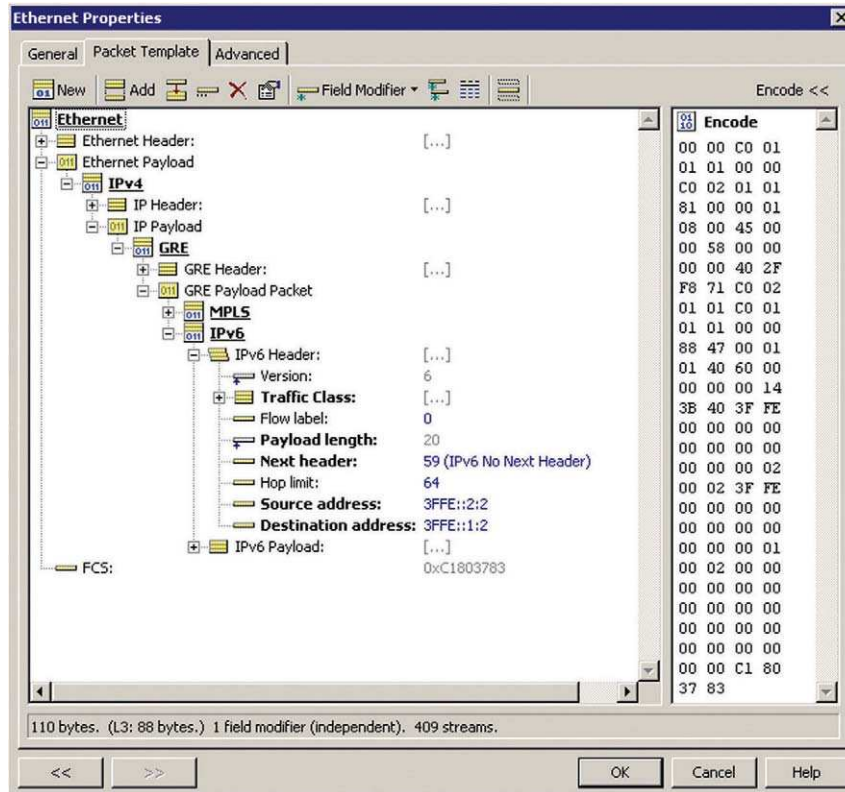 Ethernet Properties
General Packet Template Advanced
New Add Field Modifier Encode <<
Ethernet
Ethernet Header: [...]
Ethernet Payload
IPv4
IP Header: [...]
IP Payload
GRE
GRE Header: [...]
GRE Payload Packet
MPLS
IPv6
IPv6 Header: [...]
Version: 6
Traffic Class: [...]
Flow label: 0
Payload length: 20
Next header: 59 (IPv6 No Next Header)
Hop limit: 64
Source address: 3FFE::2:2
Destination address: 3FFE::1:2
IPv6 Payload: [...]
FCS: 0xC1803783
Encode
00 00 C0 01
01 01 00 00
C0 02 01 01
81 00 00 01
08 00 45 00
00 58 00 00
00 00 40 2F
F8 71 C0 02
01 01 C0 01
01 01 00 00
88 47 00 01
01 40 60 00
00 00 00 14
3B 40 3F FE
00 00 00 00
00 00 00 00
00 00 00 02
00 02 3F FE
00 00 00 00
00 00 00 00
00 00 00 01
00 02 00 00
00 00 00 00
00 00 00 00
00 00 00 00
00 00 00 00
00 00 C1 80
37 83
110 bytes. (L3: 88 bytes.) 1 field modifier (independent). 409 streams.
<< >> OK Cancel Help